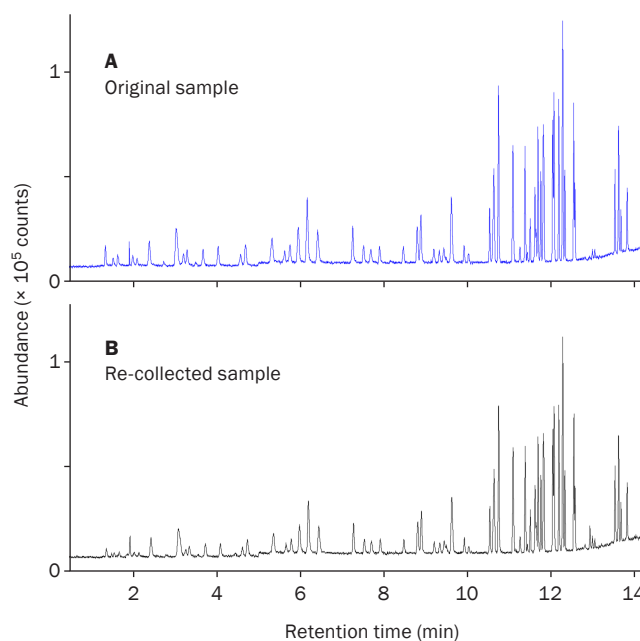 A
Original sample
1
0
B
Re-collected sample
1
0
Abundance (× 10⁵ counts)
2 4 6 8 10 12 14
Retention time (min)